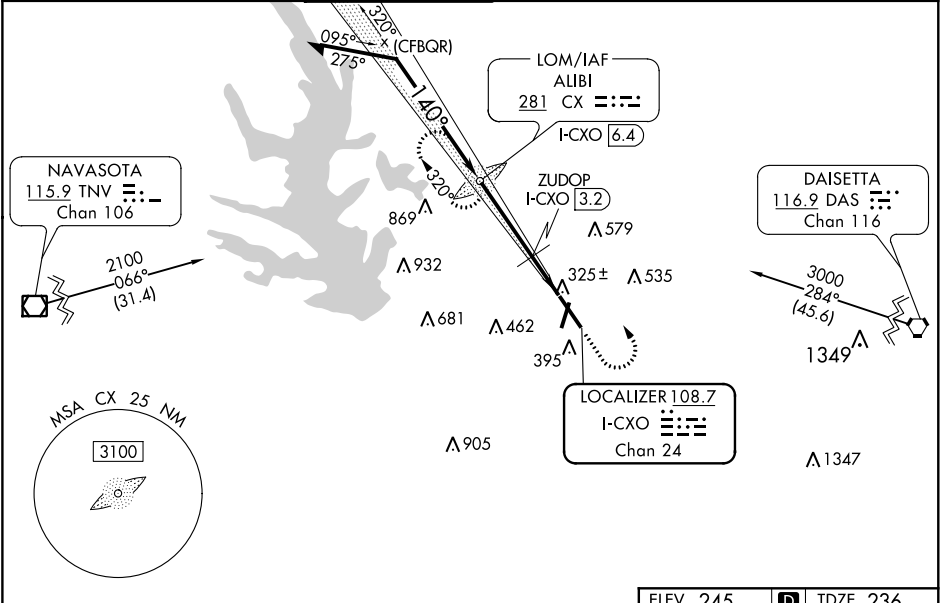 320°
095°
x (CFBQR)
275°
140°
320°
LOM/IAF
ALIBI
281 CX
I-CXO 6.4
ZUDOP
I-CXO 3.2
NAVASOTA
115.9 TNV
Chan 106
DAISETTA
116.9 DAS
Chan 116
2100
066°
(31.4)
3000
284°
(45.6)
869
579
932
325±
535
681
462
395
1349
LOCALIZER 108.7
I-CXO
Chan 24
905
1347
MSA CX 25 NM
3100
ELEV 245
D
TDZE 236